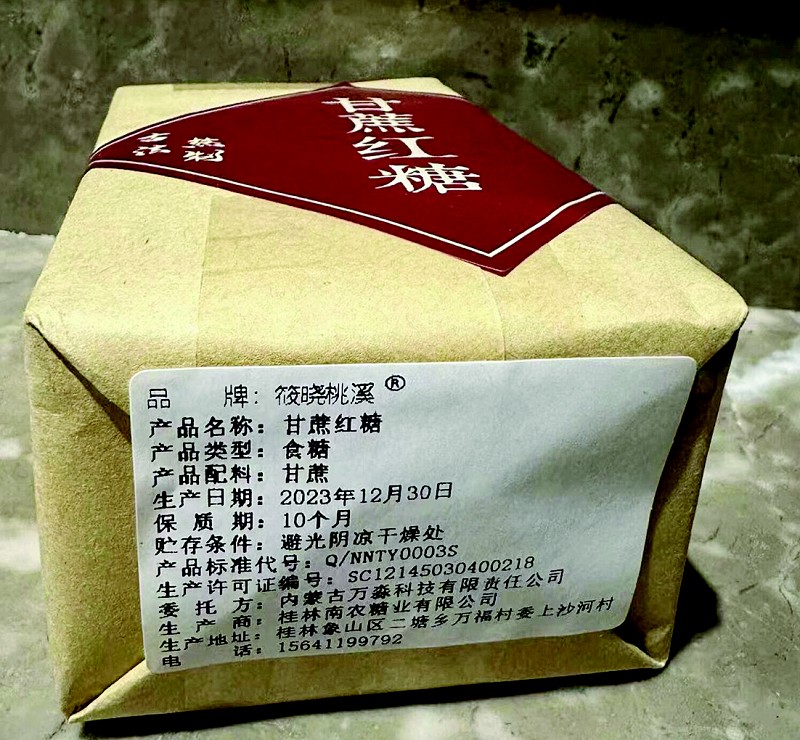 甘蔗红糖
古法
熬制
品　　牌：筱晓桃溪®
产品名称：甘蔗红糖
产品类型：食糖
产品配料：甘蔗
生产日期：2023年12月30日
保 质 期：10个月
贮存条件：避光阴凉干燥处
产品标准代号：Q/NNTY0003S
生产许可证编号：SC12145030400218
委 托 方：内蒙古万淼科技有限责任公司
生 产 商：桂林南农糖业有限公司
生产地址：桂林象山区二塘乡万福村委上沙河村
电　　话：15641199792